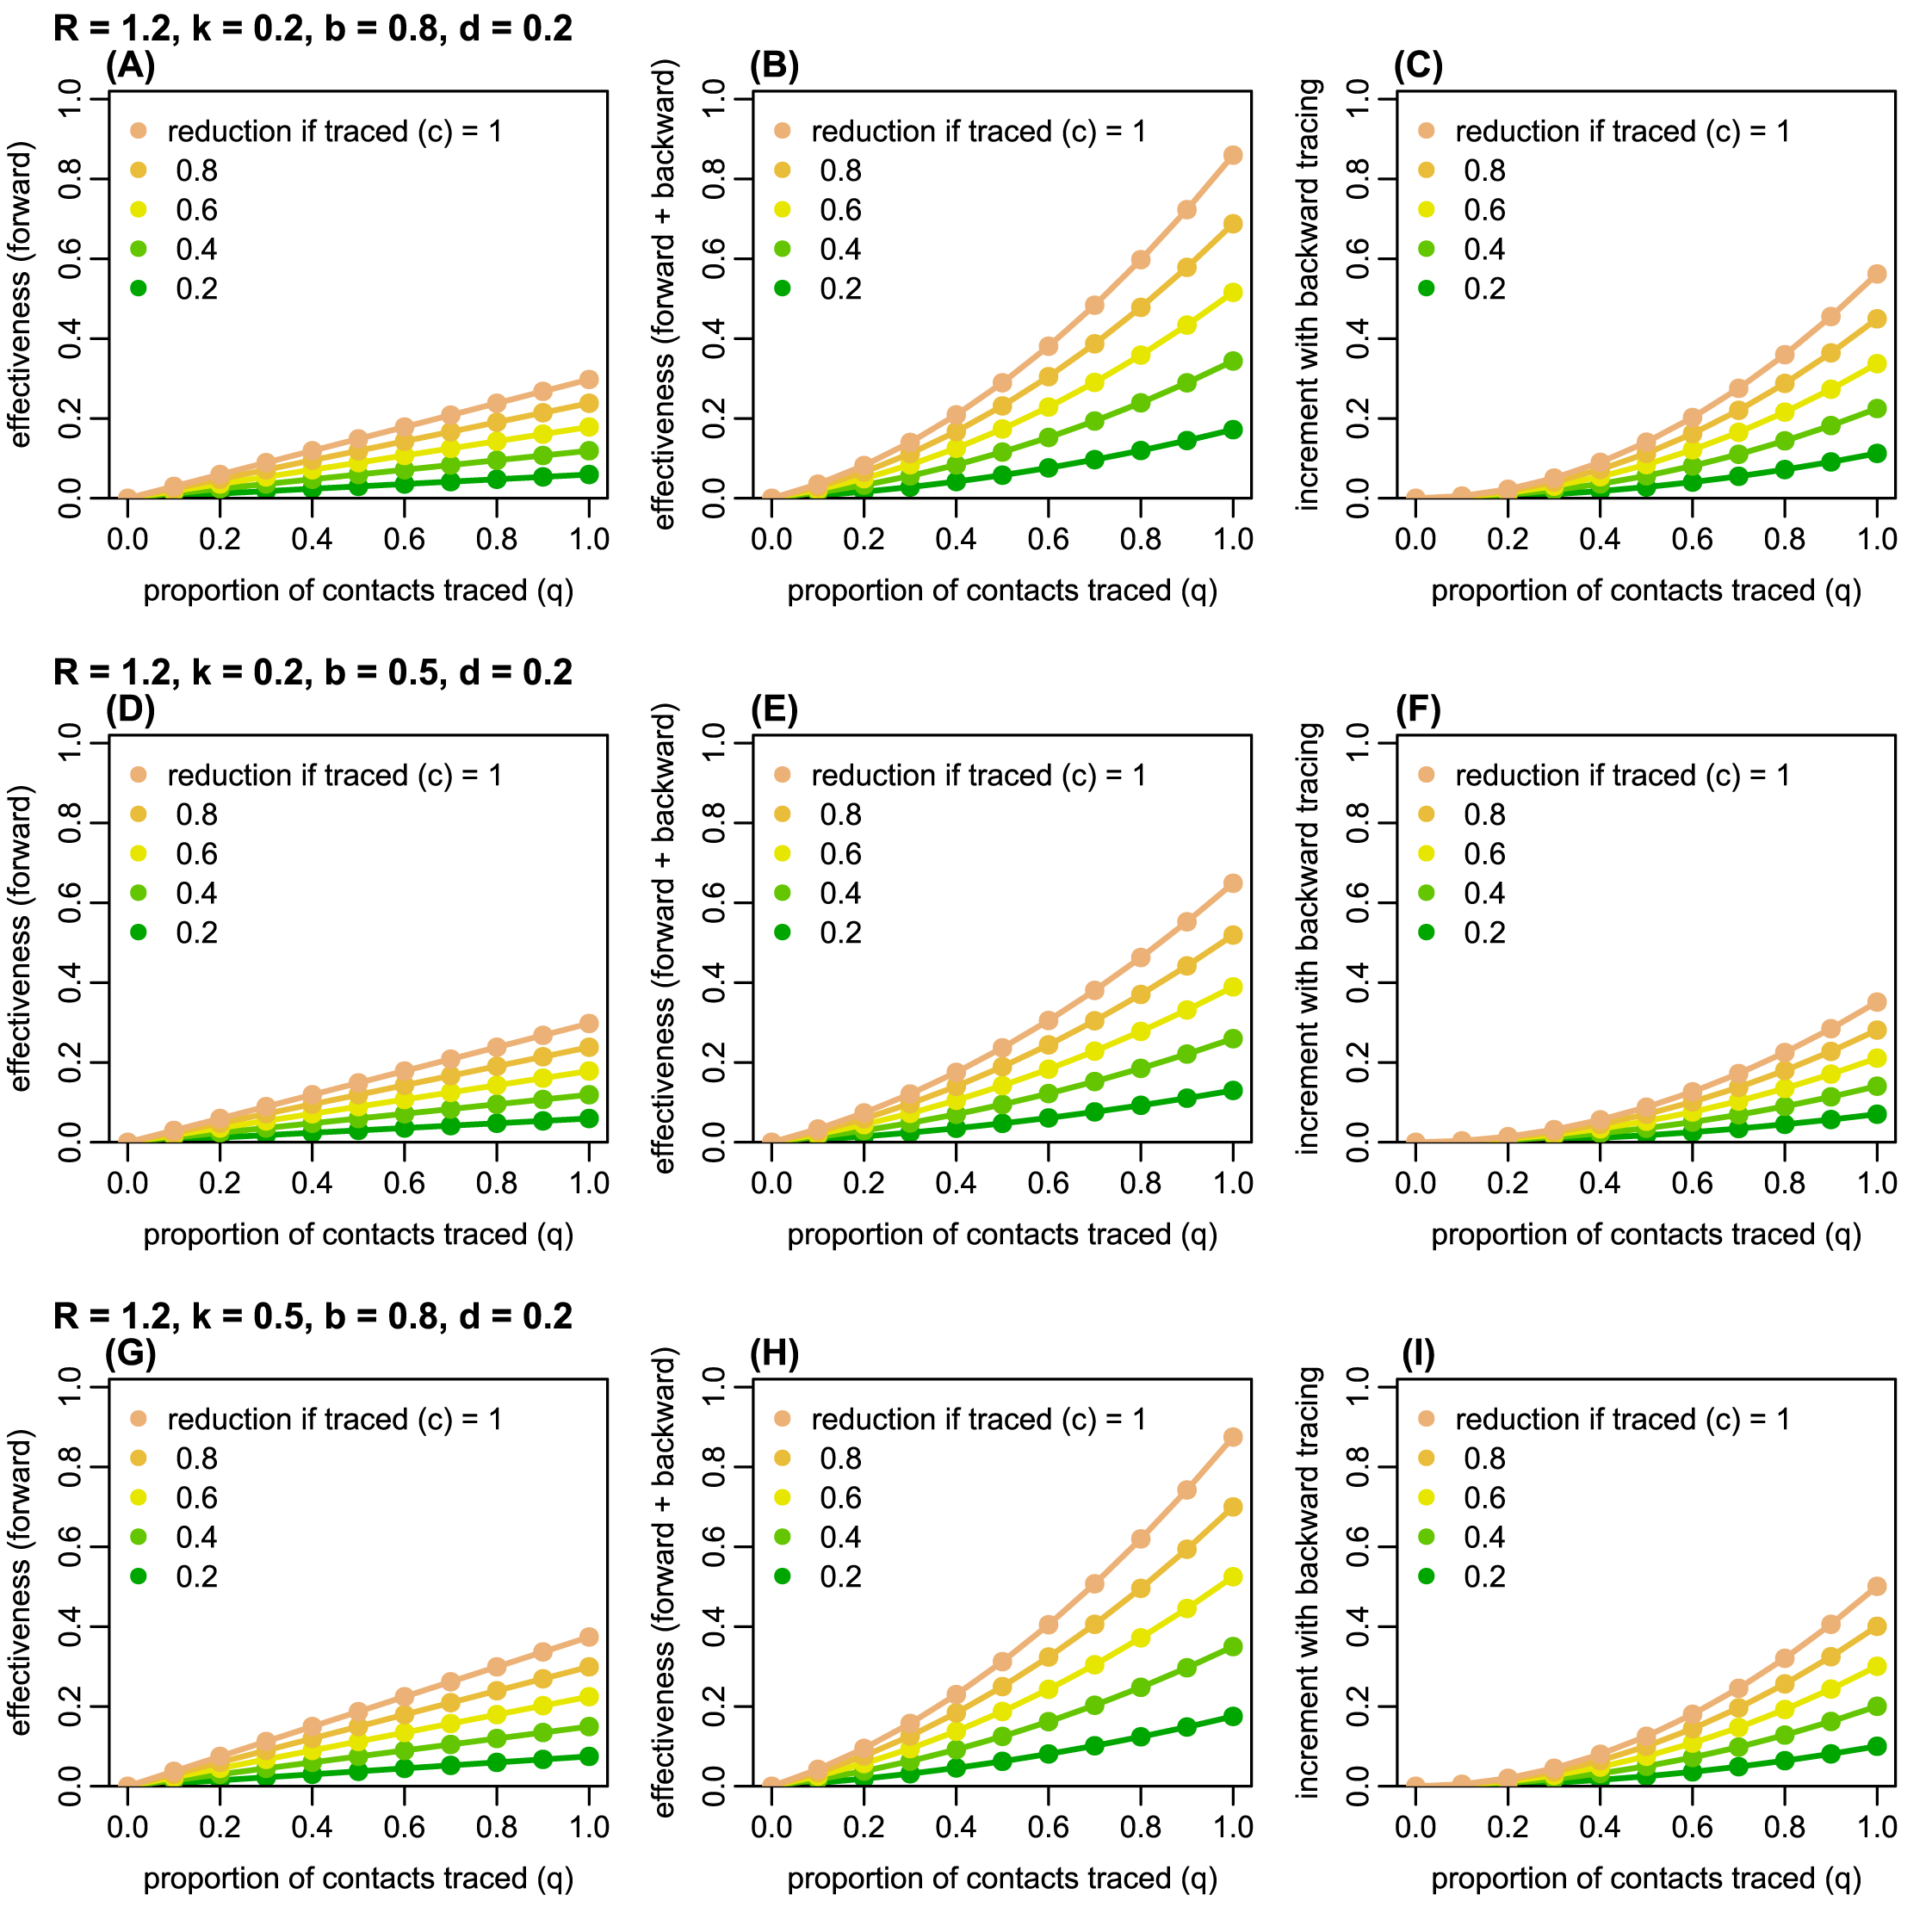 R = 1.2, k = 0.2, b = 0.8, d = 0.2
(A)
effectiveness (forward)
1.0
0.8
0.6
0.4
0.2
0.0
reduction if traced (c) = 1
0.8
0.6
0.4
0.2
0.0 0.2 0.4 0.6 0.8 1.0
proportion of contacts traced (q)
(B)
effectiveness (forward + backward)
1.0
0.8
0.6
0.4
0.2
0.0
reduction if traced (c) = 1
0.8
0.6
0.4
0.2
0.0 0.2 0.4 0.6 0.8 1.0
proportion of contacts traced (q)
(C)
increment with backward tracing
1.0
0.8
0.6
0.4
0.2
0.0
reduction if traced (c) = 1
0.8
0.6
0.4
0.2
0.0 0.2 0.4 0.6 0.8 1.0
proportion of contacts traced (q)
R = 1.2, k = 0.2, b = 0.5, d = 0.2
(D)
effectiveness (forward)
1.0
0.8
0.6
0.4
0.2
0.0
reduction if traced (c) = 1
0.8
0.6
0.4
0.2
0.0 0.2 0.4 0.6 0.8 1.0
proportion of contacts traced (q)
(E)
effectiveness (forward + backward)
1.0
0.8
0.6
0.4
0.2
0.0
reduction if traced (c) = 1
0.8
0.6
0.4
0.2
0.0 0.2 0.4 0.6 0.8 1.0
proportion of contacts traced (q)
(F)
increment with backward tracing
1.0
0.8
0.6
0.4
0.2
0.0
reduction if traced (c) = 1
0.8
0.6
0.4
0.2
0.0 0.2 0.4 0.6 0.8 1.0
proportion of contacts traced (q)
R = 1.2, k = 0.5, b = 0.8, d = 0.2
(G)
effectiveness (forward)
1.0
0.8
0.6
0.4
0.2
0.0
reduction if traced (c) = 1
0.8
0.6
0.4
0.2
0.0 0.2 0.4 0.6 0.8 1.0
proportion of contacts traced (q)
(H)
effectiveness (forward + backward)
1.0
0.8
0.6
0.4
0.2
0.0
reduction if traced (c) = 1
0.8
0.6
0.4
0.2
0.0 0.2 0.4 0.6 0.8 1.0
proportion of contacts traced (q)
(I)
increment with backward tracing
1.0
0.8
0.6
0.4
0.2
0.0
reduction if traced (c) = 1
0.8
0.6
0.4
0.2
0.0 0.2 0.4 0.6 0.8 1.0
proportion of contacts traced (q)